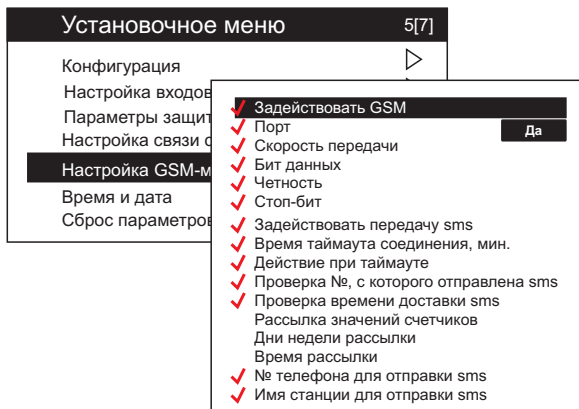 Установочное меню 5[7]
Конфигурация
Настройка входов
Параметры защит
Настройка связи с
Настройка GSM-м
Время и дата
Сброс параметров
Задействовать GSM
Порт
Да
Скорость передачи
Бит данных
Четность
Стоп-бит
Задействовать передачу sms
Время таймаута соединения, мин.
Действие при таймауте
Проверка №, с которого отправлена sms
Проверка времени доставки sms
Рассылка значений счетчиков
Дни недели рассылки
Время рассылки
№ телефона для отправки sms
Имя станции для отправки sms